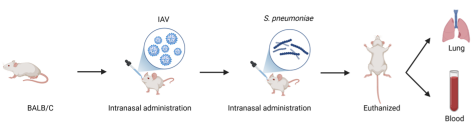 IAV
S. pneumoniae
Lung
BALB/C
Intranasal administration
Intranasal administration
Euthanized
Blood